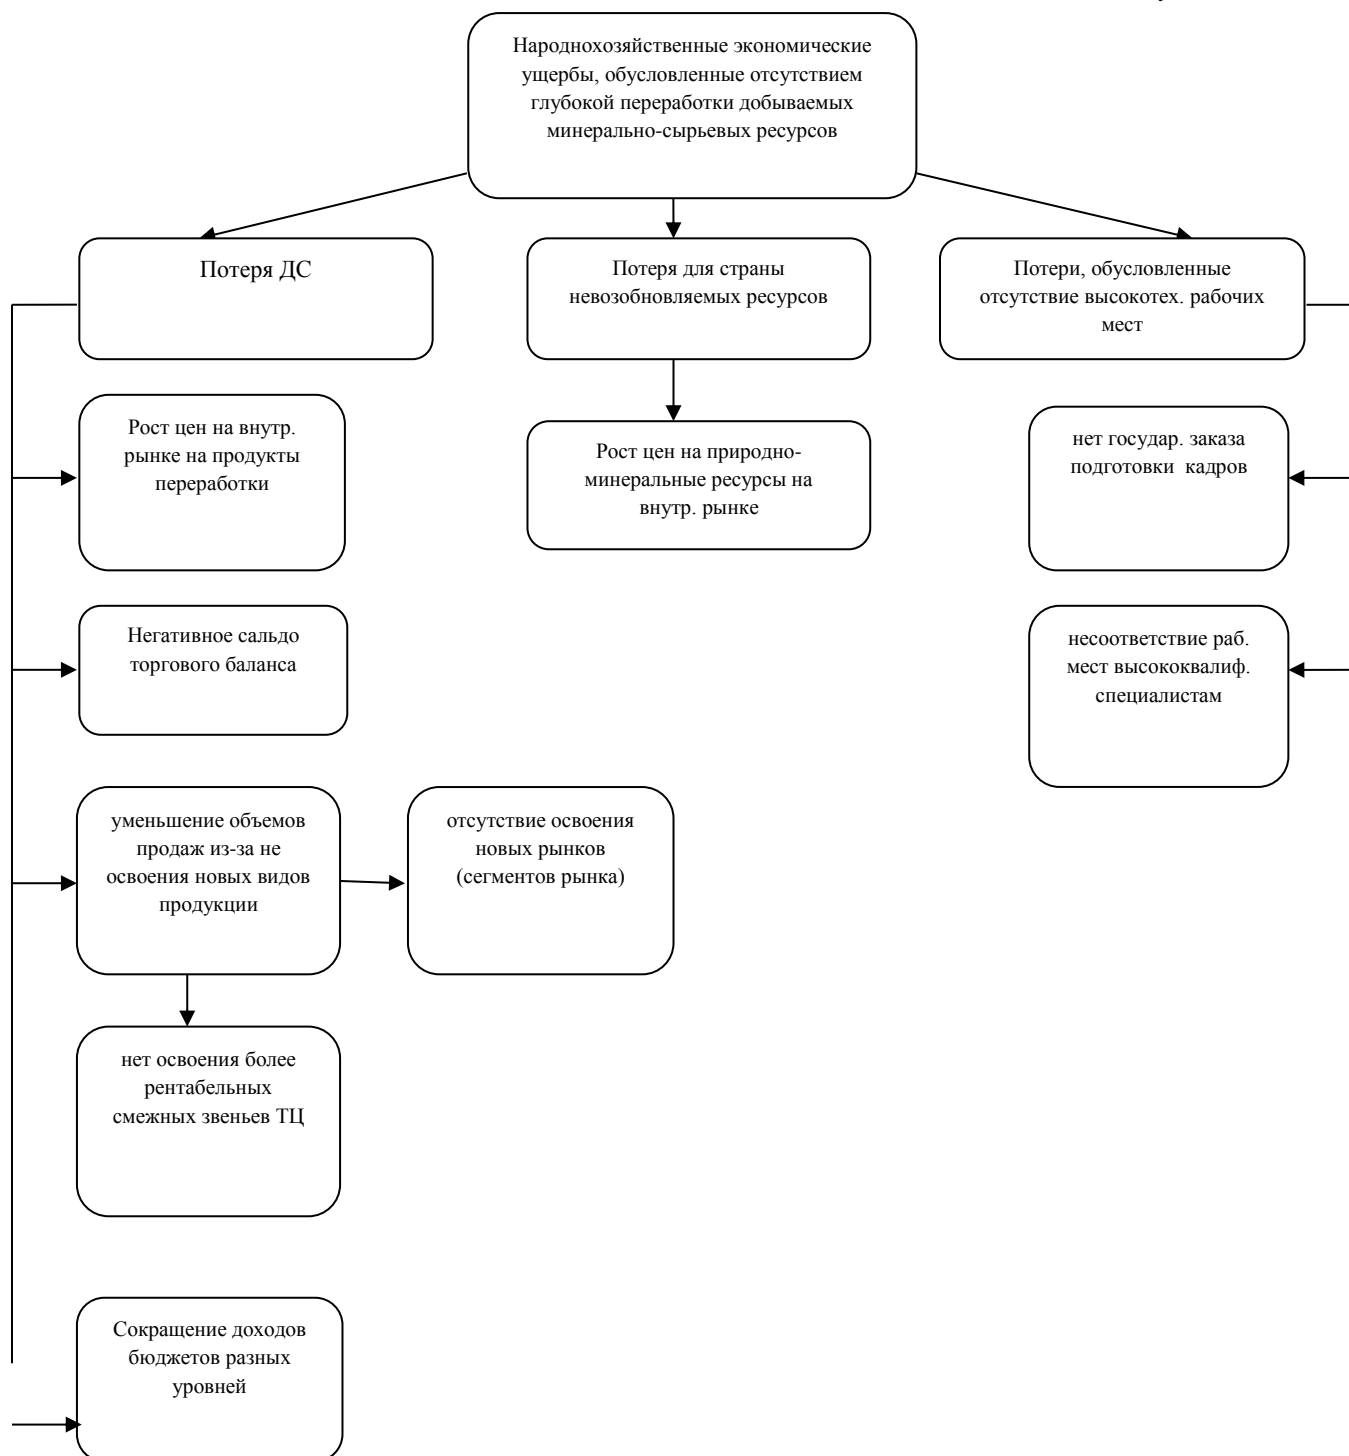 Народнохозяйственные экономические
ущербы, обусловленные отсутствием
глубокой переработки добываемых
минерально-сырьевых ресурсов
Потеря ДС
Потеря для страны
невозобновляемых ресурсов
Потери, обусловленные
отсутствие высокотех. рабочих
мест
Рост цен на внутр.
рынке на продукты
переработки
Рост цен на природно-
минеральные ресурсы на
внутр. рынке
нет государ. заказа
подготовки кадров
Негативное сальдо
торгового баланса
несоответствие раб.
мест высококвалиф.
специалистам
уменьшение объемов
продаж из-за не
освоения новых видов
продукции
отсутствие освоения
новых рынков
(сегментов рынка)
нет освоения более
рентабельных
смежных звеньев ТЦ
Сокращение доходов
бюджетов разных
уровней